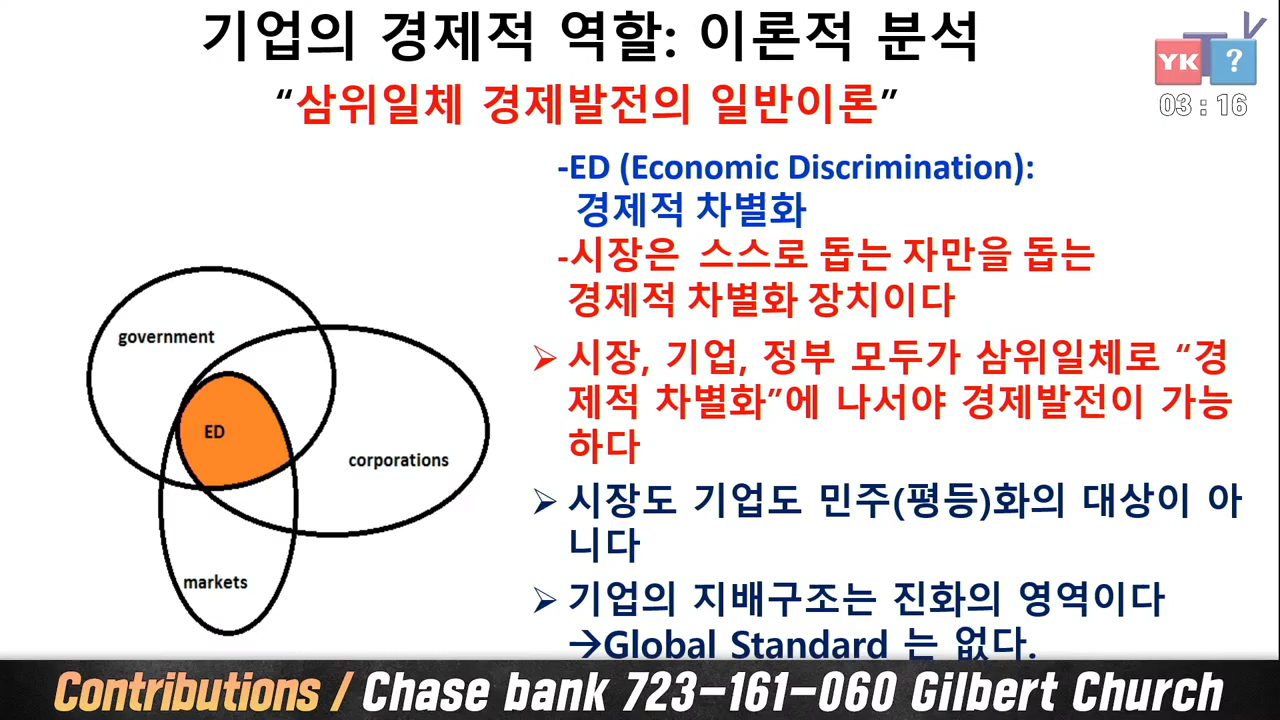 기업의 경제적 역할: 이론적 분석
“삼위일체 경제발전의 일반이론”
YK T V ?
03 : 16
-ED (Economic Discrimination):
경제적 차별화
-시장은 스스로 돕는 자만을 돕는
경제적 차별화 장치이다
➢ 시장, 기업, 정부 모두가 삼위일체로 “경
제적 차별화”에 나서야 경제발전이 가능
하다
➢ 시장도 기업도 민주(평등)화의 대상이 아
니다
➢ 기업의 지배구조는 진화의 영역이다
→Global Standard 는 없다.
government
ED
corporations
markets
Contributions / Chase bank 723-161-060 Gilbert Church